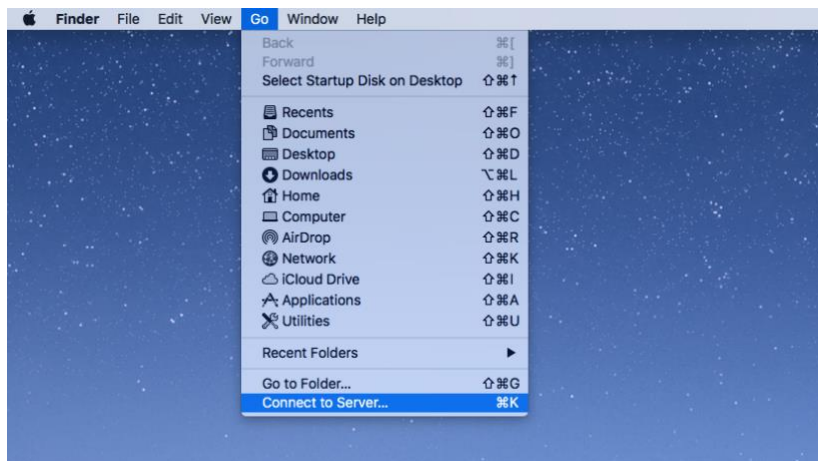 Finder File Edit View Go Window Help
Back ⌘[
Forward ⌘]
Select Startup Disk on Desktop ⇧⌘↑
Recents ⇧⌘F
Documents ⇧⌘O
Desktop ⇧⌘D
Downloads ⌥⌘L
Home ⇧⌘H
Computer ⇧⌘C
AirDrop ⇧⌘R
Network ⇧⌘K
iCloud Drive ⇧⌘I
Applications ⇧⌘A
Utilities ⇧⌘U
Recent Folders ▶
Go to Folder... ⇧⌘G
Connect to Server... ⌘K